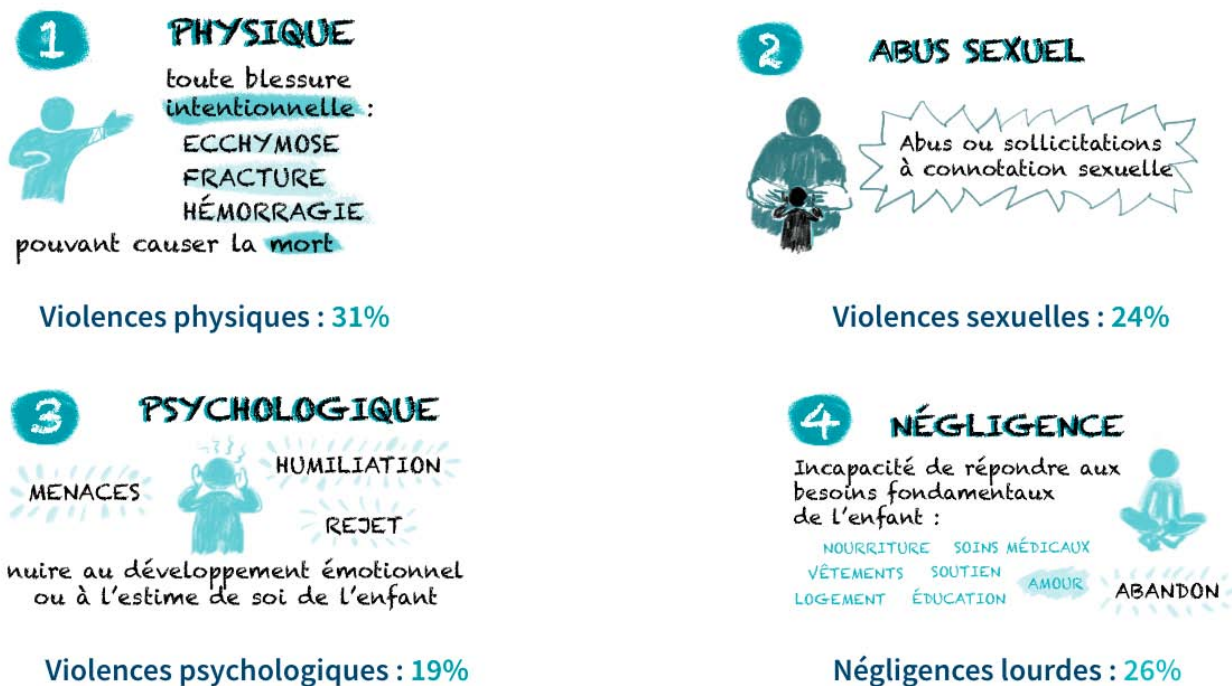 1 PHYSIQUE
toute blessure
intentionnelle :
ECCHYMOSE
FRACTURE
HÉMORRAGIE
pouvant causer la mort
Violences physiques : 31%
2 ABUS SEXUEL
Abus ou sollicitations
à connotation sexuelle
Violences sexuelles : 24%
3 PSYCHOLOGIQUE
MENACES
HUMILIATION
REJET
nuire au développement émotionnel
ou à l'estime de soi de l'enfant
Violences psychologiques : 19%
4 NÉGLIGENCE
Incapacité de répondre aux
besoins fondamentaux
de l'enfant :
NOURRITURE SOINS MÉDICAUX
VÊTEMENTS SOUTIEN
LOGEMENT ÉDUCATION AMOUR
ABANDON
Négligences lourdes : 26%